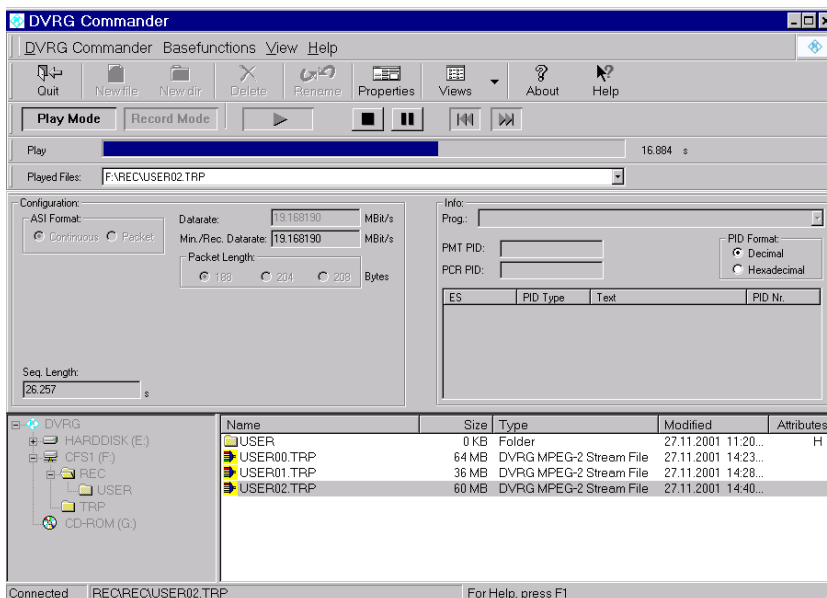 DVRG Commander
DVRG Commander Basefunctions View Help
Quit Newfile New dir Delete Rename Properties Views About Help
Play Mode Record Mode
Play 16.884 s
Played Files: F:\REC\USER02.TRP
Configuration:
ASI Format:
Continuous Packet
Datarate: 19.168190 MBit/s
Min./Rec. Datarate: 19.168190 MBit/s
Packet Length:
188 204 208 Bytes
Seq. Length:
26.257 s
Info:
Prog.:
PMT PID:
PCR PID:
PID Format:
Decimal
Hexadecimal
ES PID Type Text PID Nr.
DVRG
HARDDISK (E:)
CFS1 (F:)
REC
USER
TRP
CD-ROM (G:)
Name Size Type Modified Attributes
USER 0 KB Folder 27.11.2001 11:20... H
USER00.TRP 64 MB DVRG MPEG-2 Stream File 27.11.2001 14:23...
USER01.TRP 36 MB DVRG MPEG-2 Stream File 27.11.2001 14:28...
USER02.TRP 60 MB DVRG MPEG-2 Stream File 27.11.2001 14:40...
Connected REC\REC\USER02.TRP For Help, press F1